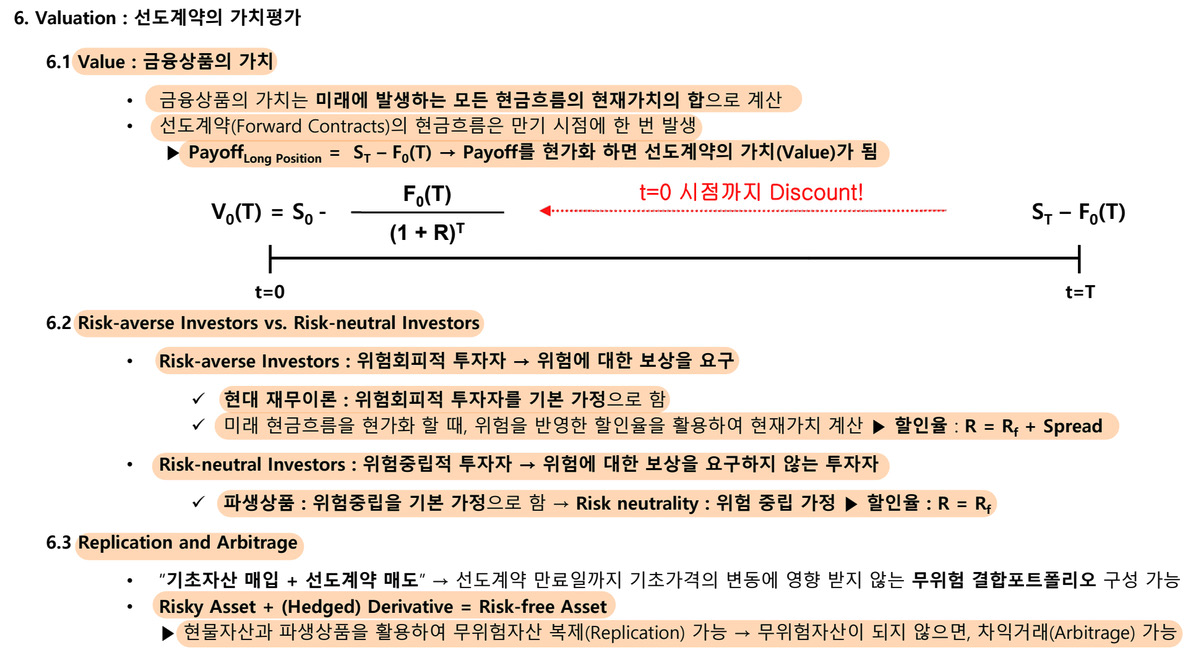 6. Valuation : 선도계약의 가치평가
6.1 Value : 금융상품의 가치
• 금융상품의 가치는 미래에 발생하는 모든 현금흐름의 현재가치의 합으로 계산
• 선도계약(Forward Contracts)의 현금흐름은 만기 시점에 한 번 발생
▶ Payoff_Long Position = S_T – F_0(T) → Payoff를 현가화 하면 선도계약의 가치(Value)가 됨
V_0(T) = S_0 - F_0(T) / (1 + R)^T
t=0 시점까지 Discount!
S_T – F_0(T)
t=0
t=T
6.2 Risk-averse Investors vs. Risk-neutral Investors
• Risk-averse Investors : 위험회피적 투자자 → 위험에 대한 보상을 요구
✓ 현대 재무이론 : 위험회피적 투자자를 기본 가정으로 함
✓ 미래 현금흐름을 현가화 할 때, 위험을 반영한 할인율을 활용하여 현재가치 계산 ▶ 할인율 : R = R_f + Spread
• Risk-neutral Investors : 위험중립적 투자자 → 위험에 대한 보상을 요구하지 않는 투자자
✓ 파생상품 : 위험중립을 기본 가정으로 함 → Risk neutrality : 위험 중립 가정 ▶ 할인율 : R = R_f
6.3 Replication and Arbitrage
• “기초자산 매입 + 선도계약 매도“ → 선도계약 만료일까지 기초가격의 변동에 영향 받지 않는 무위험 결합포트폴리오 구성 가능
• Risky Asset + (Hedged) Derivative = Risk-free Asset
▶ 현물자산과 파생상품을 활용하여 무위험자산 복제(Replication) 가능 → 무위험자산이 되지 않으면, 차익거래(Arbitrage) 가능